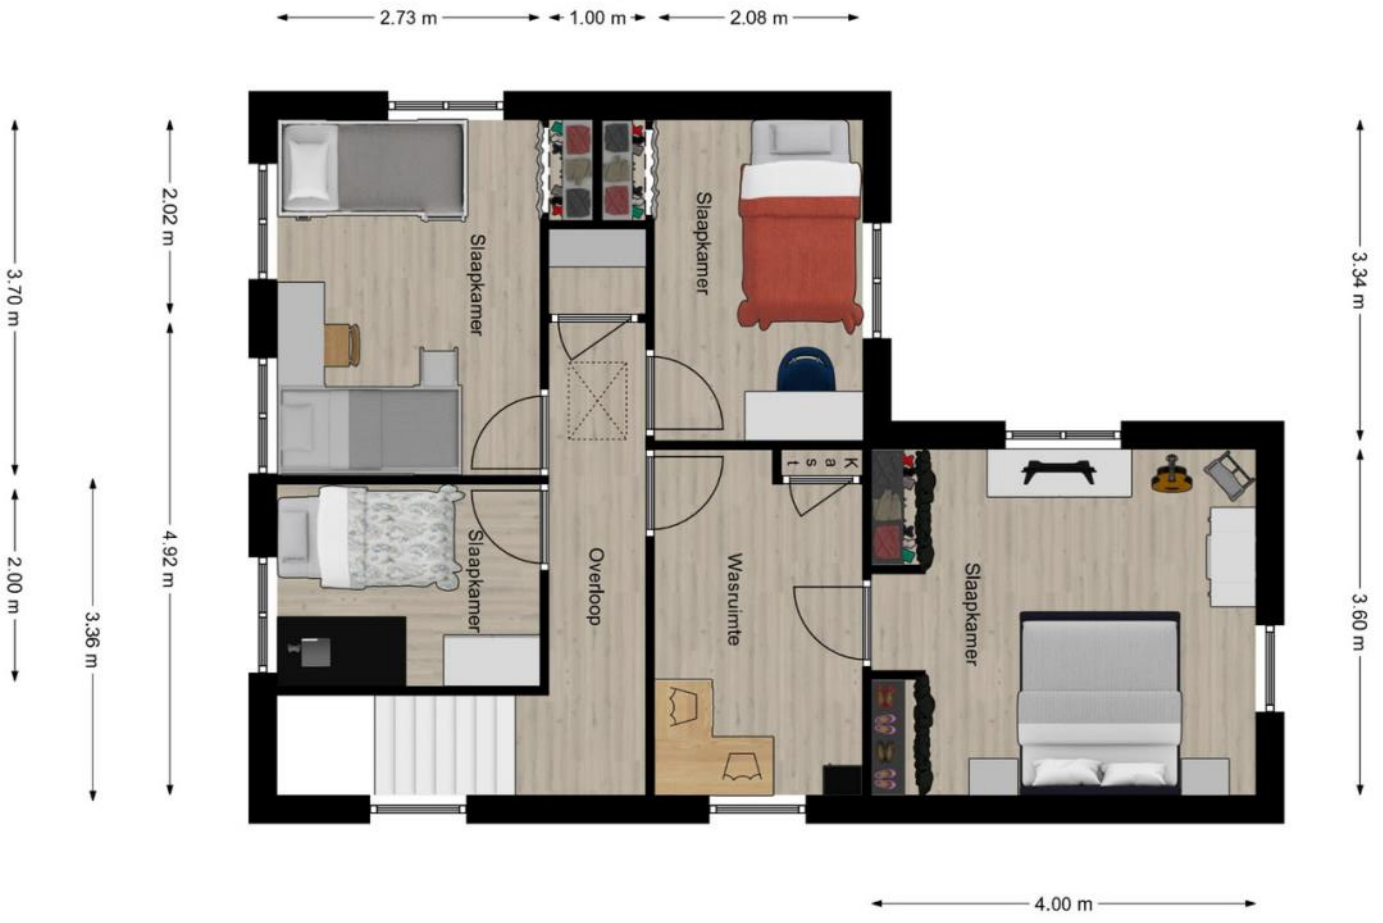 2.73 m
1.00 m
2.08 m
3.70 m
2.02 m
Slaapkamer
Slaapkamer
3.34 m
2.00 m
3.36 m
4.92 m
Slaapkamer
Overloop
Wasruimte
Kast
Slaapkamer
3.60 m
4.00 m